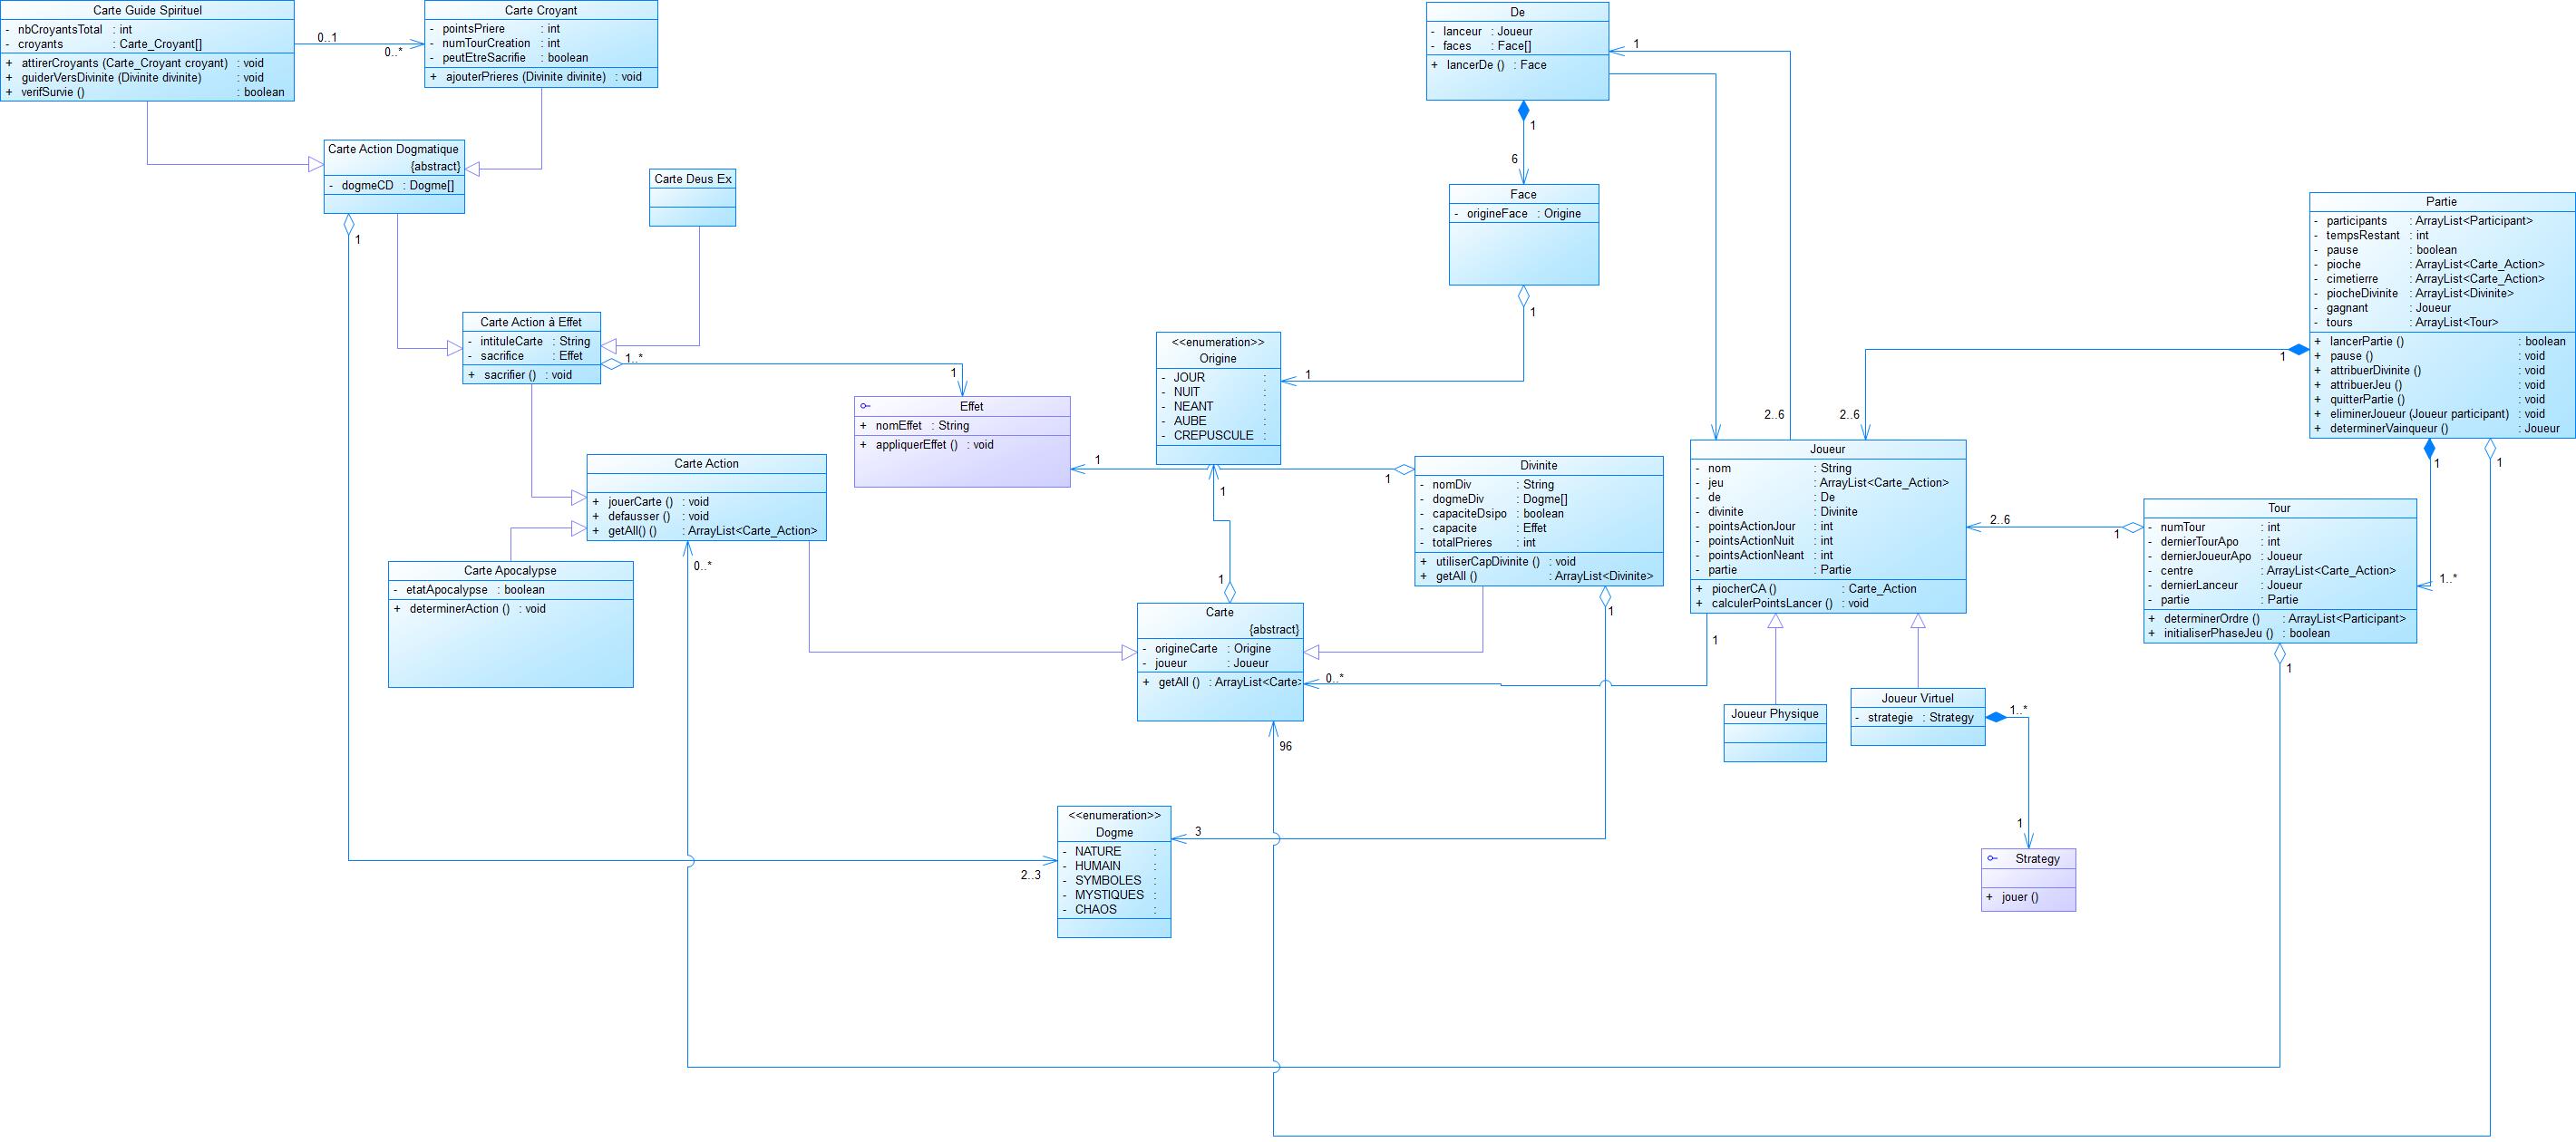 Carte Guide Spirituel
- nbCroyantsTotal : int
- croyants : Carte_Croyant[]
+ attirerCroyants (Carte_Croyant croyant) : void
+ guiderVersDivinite (Divinite divinite) : void
+ verifSurvie () : boolean
0..1
0..*
Carte Croyant
- pointsPriere : int
- numTourCreation : int
- peutEtreSacrifie : boolean
+ ajouterPrieres (Divinite divinite) : void
Carte Action Dogmatique
{abstract}
- dogmeCD : Dogme[]
1
Carte Deus Ex
Carte Action à Effet
- intituleCarte : String
- sacrifice : Effet
+ sacrifier () : void
1..*
1
Effet
+ nomEffet : String
+ appliquerEffet () : void
1
Carte Action
+ jouerCarte () : void
+ defausser () : void
+ getAll() () : ArrayList<Carte_Action>
0..*
Carte Apocalypse
- etatApocalypse : boolean
+ determinerAction () : void
De
- lanceur : Joueur
- faces : Face[]
+ lancerDe () : Face
1
1
6
Face
- origineFace : Origine
1
<<enumeration>>
Origine
- JOUR :
- NUIT :
- NEANT :
- AUBE :
- CREPUSCULE :
1
1
1
Divinite
- nomDiv : String
- dogmeDiv : Dogme[]
- capaciteDsipo : boolean
- capacite : Effet
- totalPrieres : int
+ utiliserCapDivinite () : void
+ getAll () : ArrayList<Divinite>
1
1
Carte
{abstract}
- origineCarte : Origine
- joueur : Joueur
+ getAll () : ArrayList<Carte>
0..*
96
<<enumeration>>
Dogme
- NATURE :
- HUMAIN :
- SYMBOLES :
- MYSTIQUES :
- CHAOS :
3
2..3
2..6
2..6
Joueur
- nom : String
- jeu : ArrayList<Carte_Action>
- de : De
- divinite : Divinite
- pointsActionJour : int
- pointsActionNuit : int
- pointsActionNeant : int
- partie : Partie
+ piocherCA () : Carte_Action
+ calculerPointsLancer () : void
1
Joueur Physique
Joueur Virtuel
- strategie : Strategy
1..*
1
Strategy
+ jouer ()
Partie
- participants : ArrayList<Participant>
- tempsRestant : int
- pause : boolean
- pioche : ArrayList<Carte_Action>
- cimetierre : ArrayList<Carte_Action>
- piocheDivinite : ArrayList<Divinite>
- gagnant : Joueur
- tours : ArrayList<Tour>
+ lancerPartie () : boolean
+ pause () : void
+ attribuerDivinite () : void
+ attribuerJeu () : void
+ quitterPartie () : void
+ eliminerJoueur (Joueur participant) : void
+ determinerVainqueur () : Joueur
1
1
1
Tour
- numTour : int
- dernierTourApo : int
- dernierJoueurApo : Joueur
- centre : ArrayList<Carte_Action>
- dernierLanceur : Joueur
- partie : Partie
+ determinerOrdre () : ArrayList<Participant>
+ initialiserPhaseJeu () : boolean
2..6
1
1..*
1